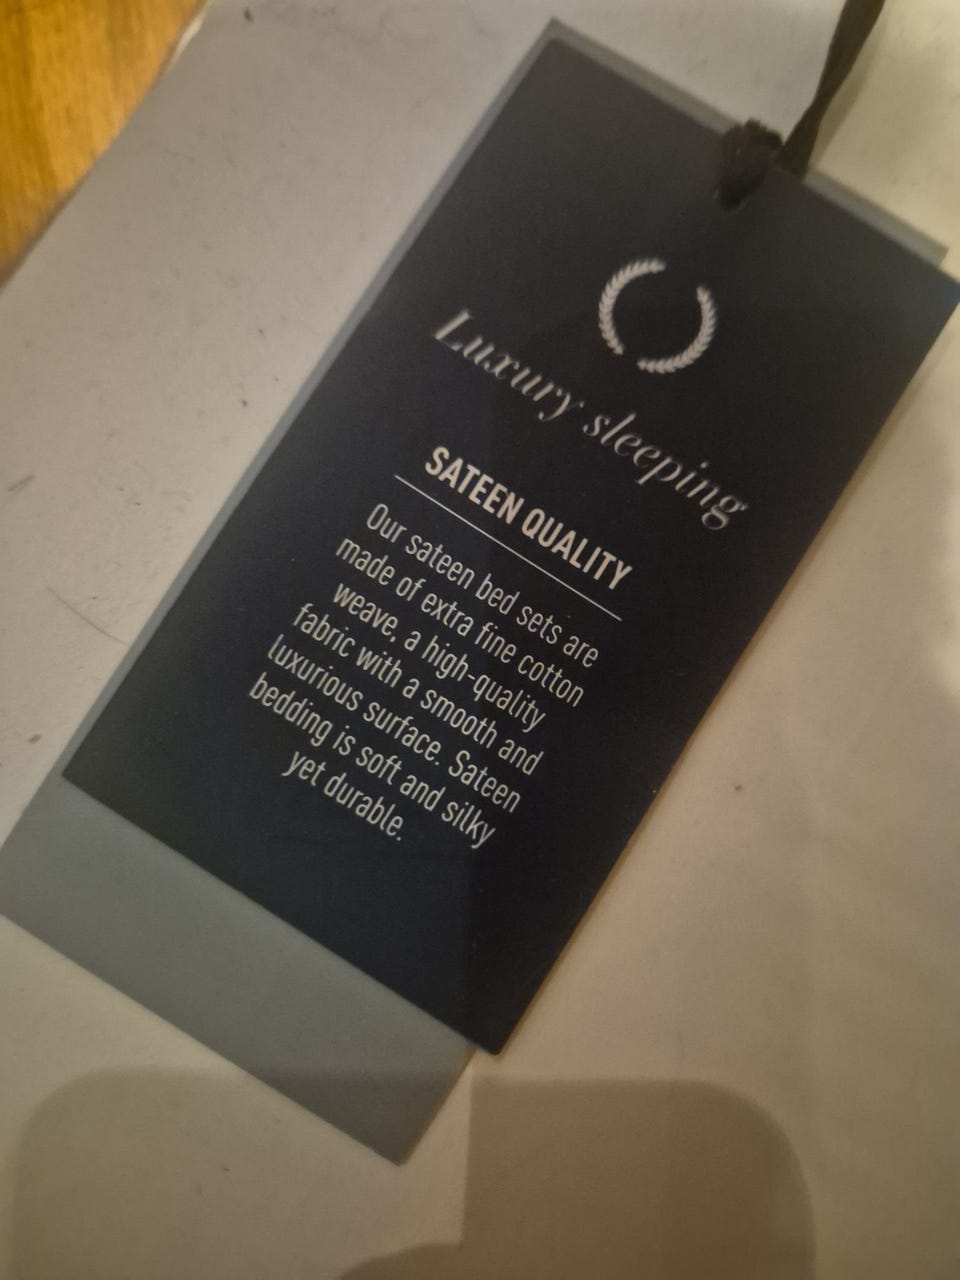 Luxury sleeping
SATEEN QUALITY
Our sateen bed sets are
made of extra fine cotton
weave, a high-quality
fabric with a smooth and
luxurious surface. Sateen
bedding is soft and silky
yet durable.